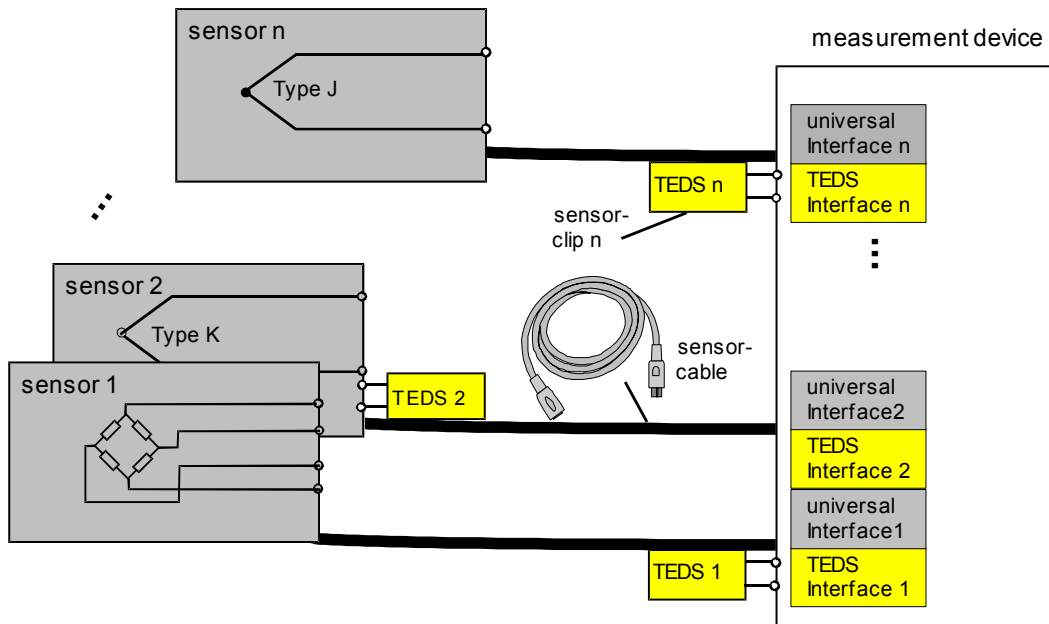 sensor n
Type J
measurement device
universal
Interface n
TEDS
Interface n
TEDS n
sensor-
clip n
sensor 2
Type K
sensor 1
TEDS 2
sensor-
cable
universal
Interface2
TEDS
Interface 2
universal
Interface1
TEDS
Interface 1
TEDS 1